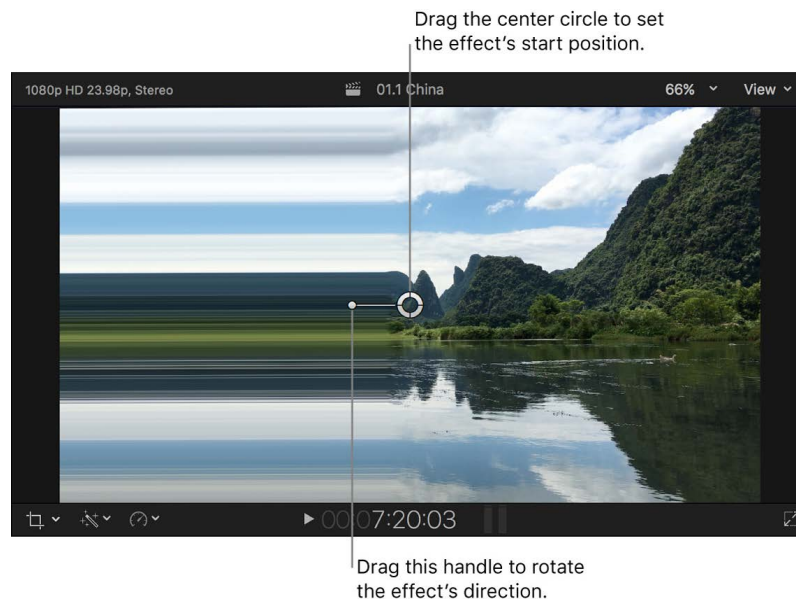 Drag the center circle to set
the effect's start position.
1080p HD 23.98p, Stereo 01.1 China 66% View
00:07:20:03
Drag this handle to rotate
the effect's direction.